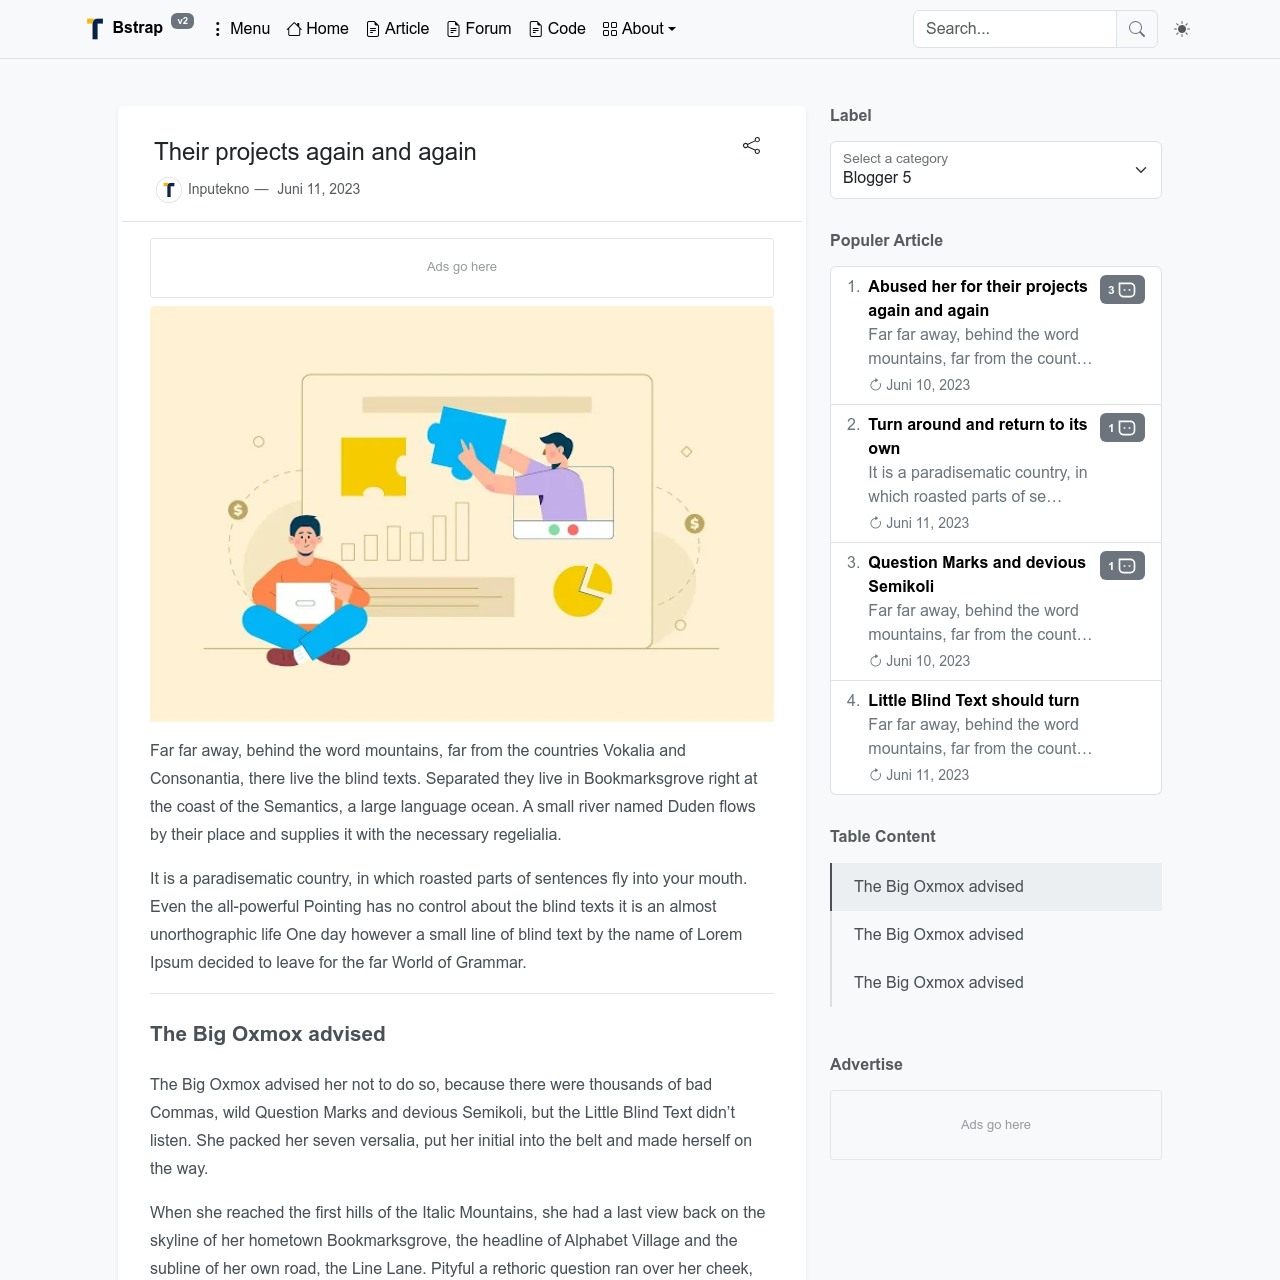 Bstrap v2 Menu Home Article Forum Code About Search...
Their projects again and again
Inputekno — Juni 11, 2023
Ads go here
$
$
Far far away, behind the word mountains, far from the countries Vokalia and
Consonantia, there live the blind texts. Separated they live in Bookmarksgrove right at
the coast of the Semantics, a large language ocean. A small river named Duden flows
by their place and supplies it with the necessary regelialia.
It is a paradisematic country, in which roasted parts of sentences fly into your mouth.
Even the all-powerful Pointing has no control about the blind texts it is an almost
unorthographic life One day however a small line of blind text by the name of Lorem
Ipsum decided to leave for the far World of Grammar.
The Big Oxmox advised
The Big Oxmox advised her not to do so, because there were thousands of bad
Commas, wild Question Marks and devious Semikoli, but the Little Blind Text didn’t
listen. She packed her seven versalia, put her initial into the belt and made herself on
the way.
When she reached the first hills of the Italic Mountains, she had a last view back on the
skyline of her hometown Bookmarksgrove, the headline of Alphabet Village and the
subline of her own road, the Line Lane. Pityful a rethoric question ran over her cheek,
Label
Select a category
Blogger 5
Populer Article
1. Abused her for their projects 3
again and again
Far far away, behind the word
mountains, far from the count…
Juni 10, 2023
2. Turn around and return to its 1
own
It is a paradisematic country, in
which roasted parts of se…
Juni 11, 2023
3. Question Marks and devious 1
Semikoli
Far far away, behind the word
mountains, far from the count…
Juni 10, 2023
4. Little Blind Text should turn
Far far away, behind the word
mountains, far from the count…
Juni 11, 2023
Table Content
The Big Oxmox advised
The Big Oxmox advised
The Big Oxmox advised
Advertise
Ads go here